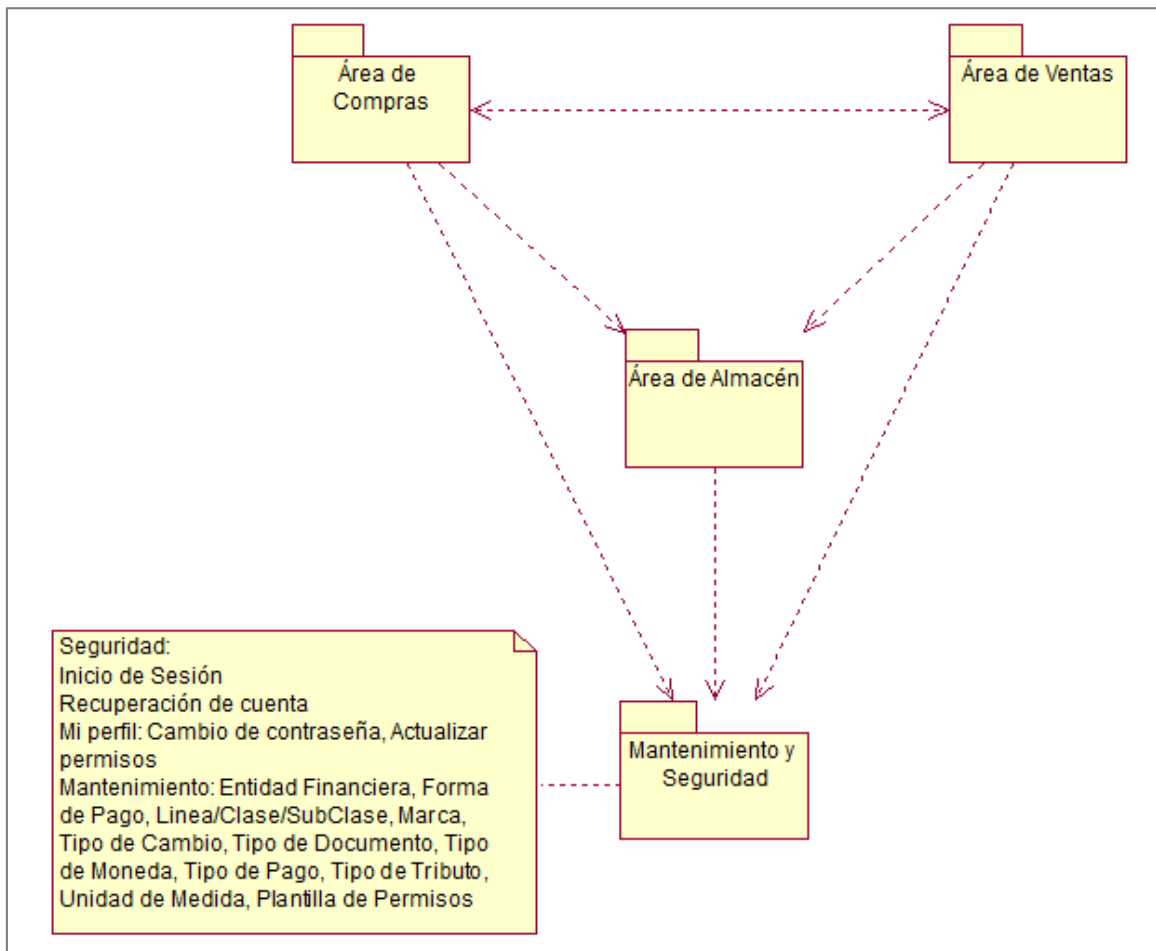 Área de
Compras
Área de Ventas
Área de Almacén
Mantenimiento y
Seguridad
Seguridad:
Inicio de Sesión
Recuperación de cuenta
Mi perfil: Cambio de contraseña, Actualizar
permisos
Mantenimiento: Entidad Financiera, Forma
de Pago, Linea/Clase/SubClase, Marca,
Tipo de Cambio, Tipo de Documento, Tipo
de Moneda, Tipo de Pago, Tipo de Tributo,
Unidad de Medida, Plantilla de Permisos